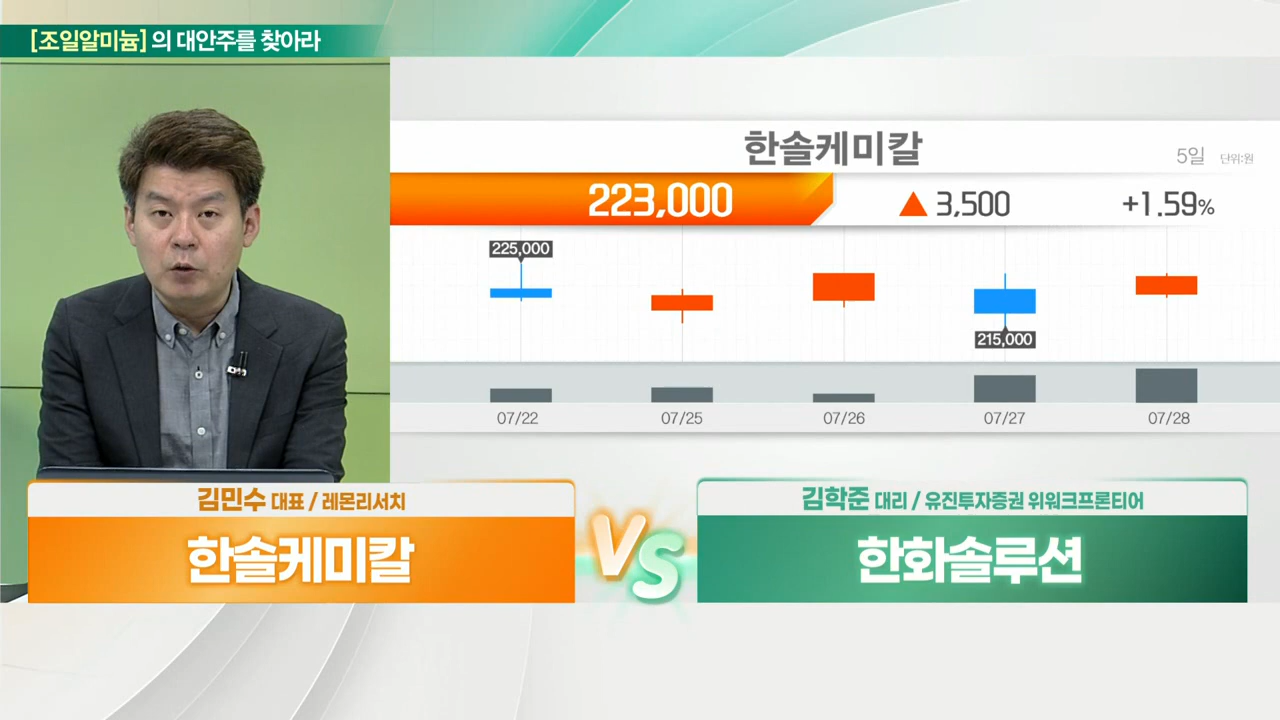 [조일알미늄]의 대안주를 찾아라
한솔케미칼
5일 단위:원
223,000 ▲ 3,500 +1.59%
225,000
215,000
07/22 07/25 07/26 07/27 07/28
김민수 대표 / 레몬리서치
한솔케미칼
VS
김학준 대리 / 유진투자증권 위워크프론티어
한화솔루션